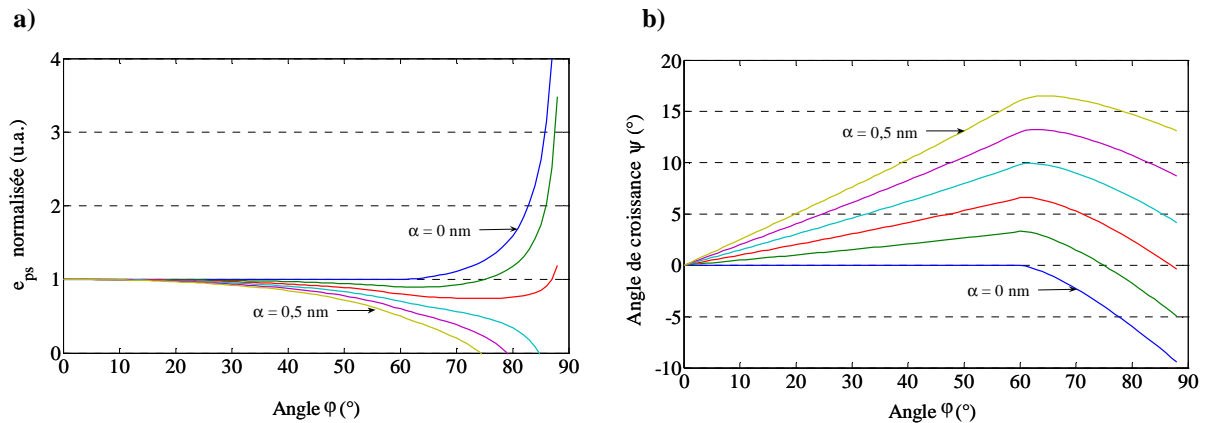 a)
4
3
2
1
0
0 10 20 30 40 50 60 70 80 90
e_ps normalisée (u.a.)
α = 0 nm
α = 0,5 nm
Angle φ (°)
b)
20
15
10
5
0
-5
-10
0 10 20 30 40 50 60 70 80 90
Angle de croissance ψ (°)
α = 0,5 nm
α = 0 nm
Angle φ (°)